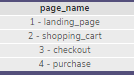 page_name
1 - landing_page
2 - shopping_cart
3 - checkout
4 - purchase